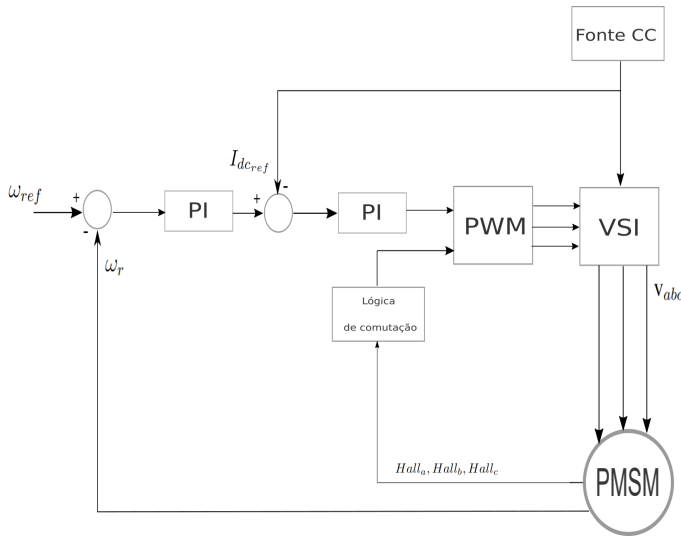 Fonte CC
I_{dc_{ref}}
-
ω_{ref}
+
+
PI
PI
PWM
VSI
-
ω_r
Lógica
de comutação
v_{abc}
Hall_a, Hall_b, Hall_c
PMSM